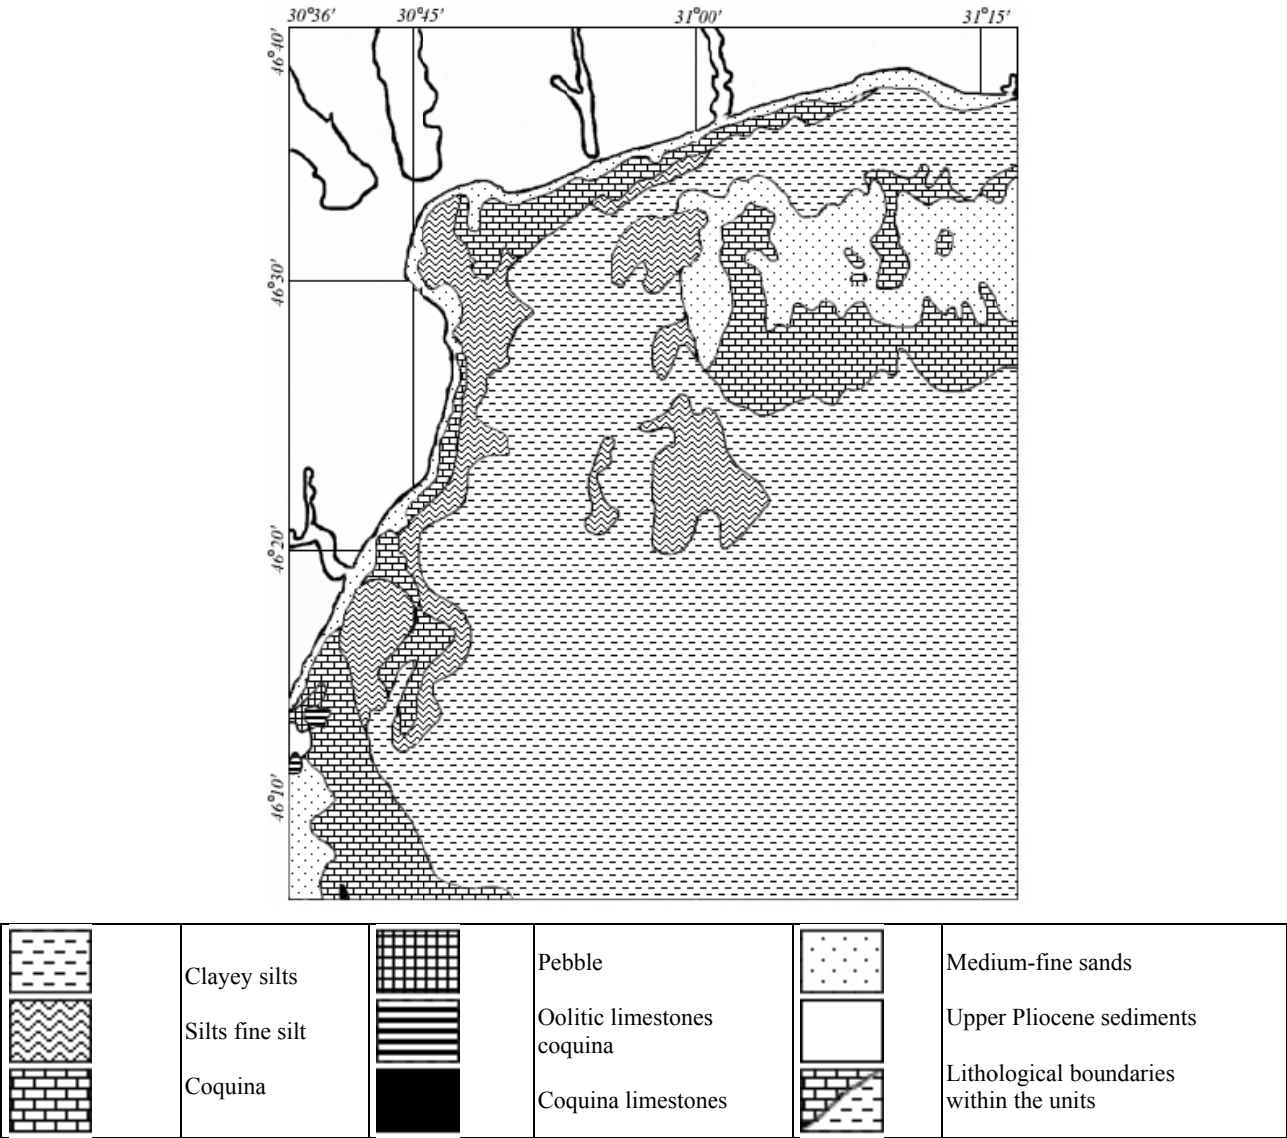 30°36'
30°45'
31°00'
31°15'
46°40'
46°30'
46°20'
46°10'
Clayey silts
Silts fine silt
Coquina
Pebble
Oolitic limestones
coquina
Coquina limestones
Medium-fine sands
Upper Pliocene sediments
Lithological boundaries
within the units